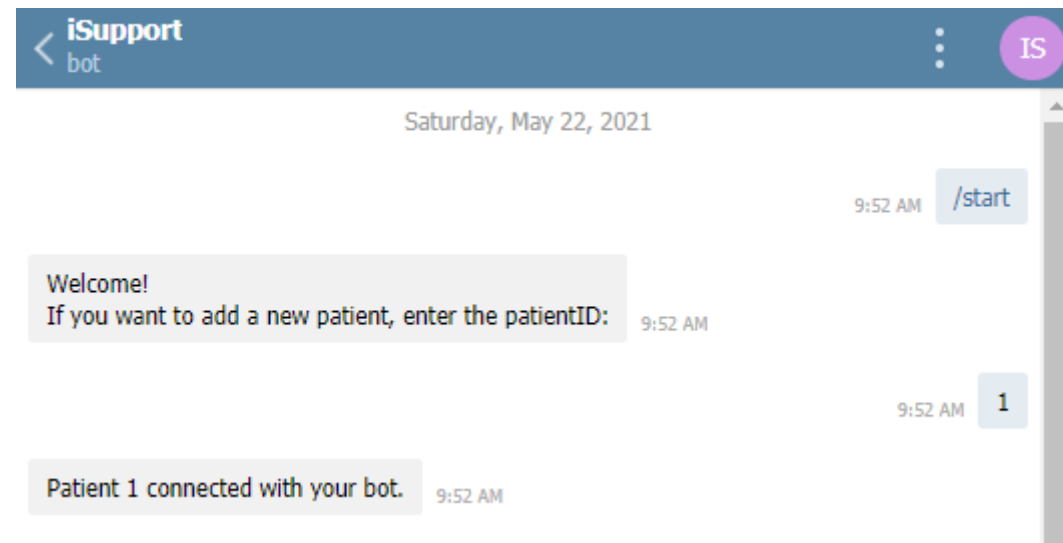 iSupport
bot
IS
Saturday, May 22, 2021
9:52 AM /start
Welcome!
If you want to add a new patient, enter the patientID:
9:52 AM
9:52 AM 1
Patient 1 connected with your bot. 9:52 AM